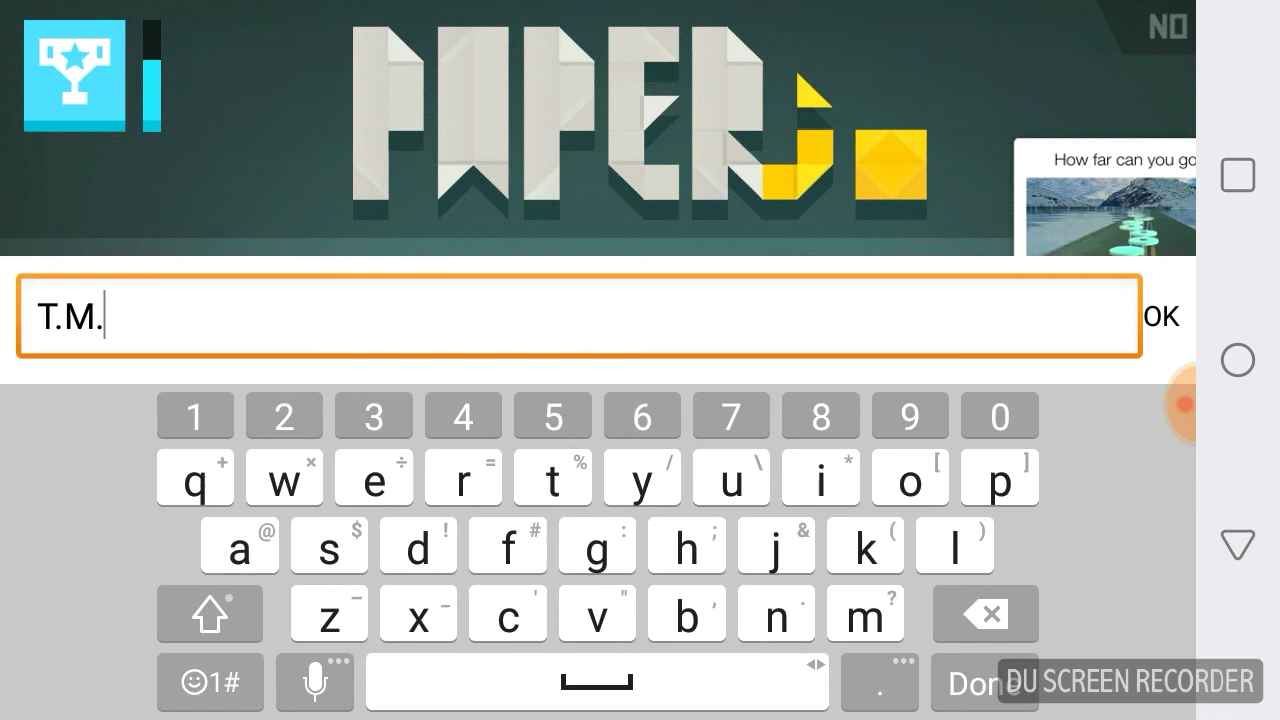 NO
PAPER.io
How far can you go
T.M.
OK
1 2 3 4 5 6 7 8 9 0
q + w × e ÷ r = t % y / u \ i * o [ p ]
a @ s $ d ! f # g : h ; j & k ( l )
z – x _ c ' v " b , n . m ?
1# . Done
DU SCREEN RECORDER